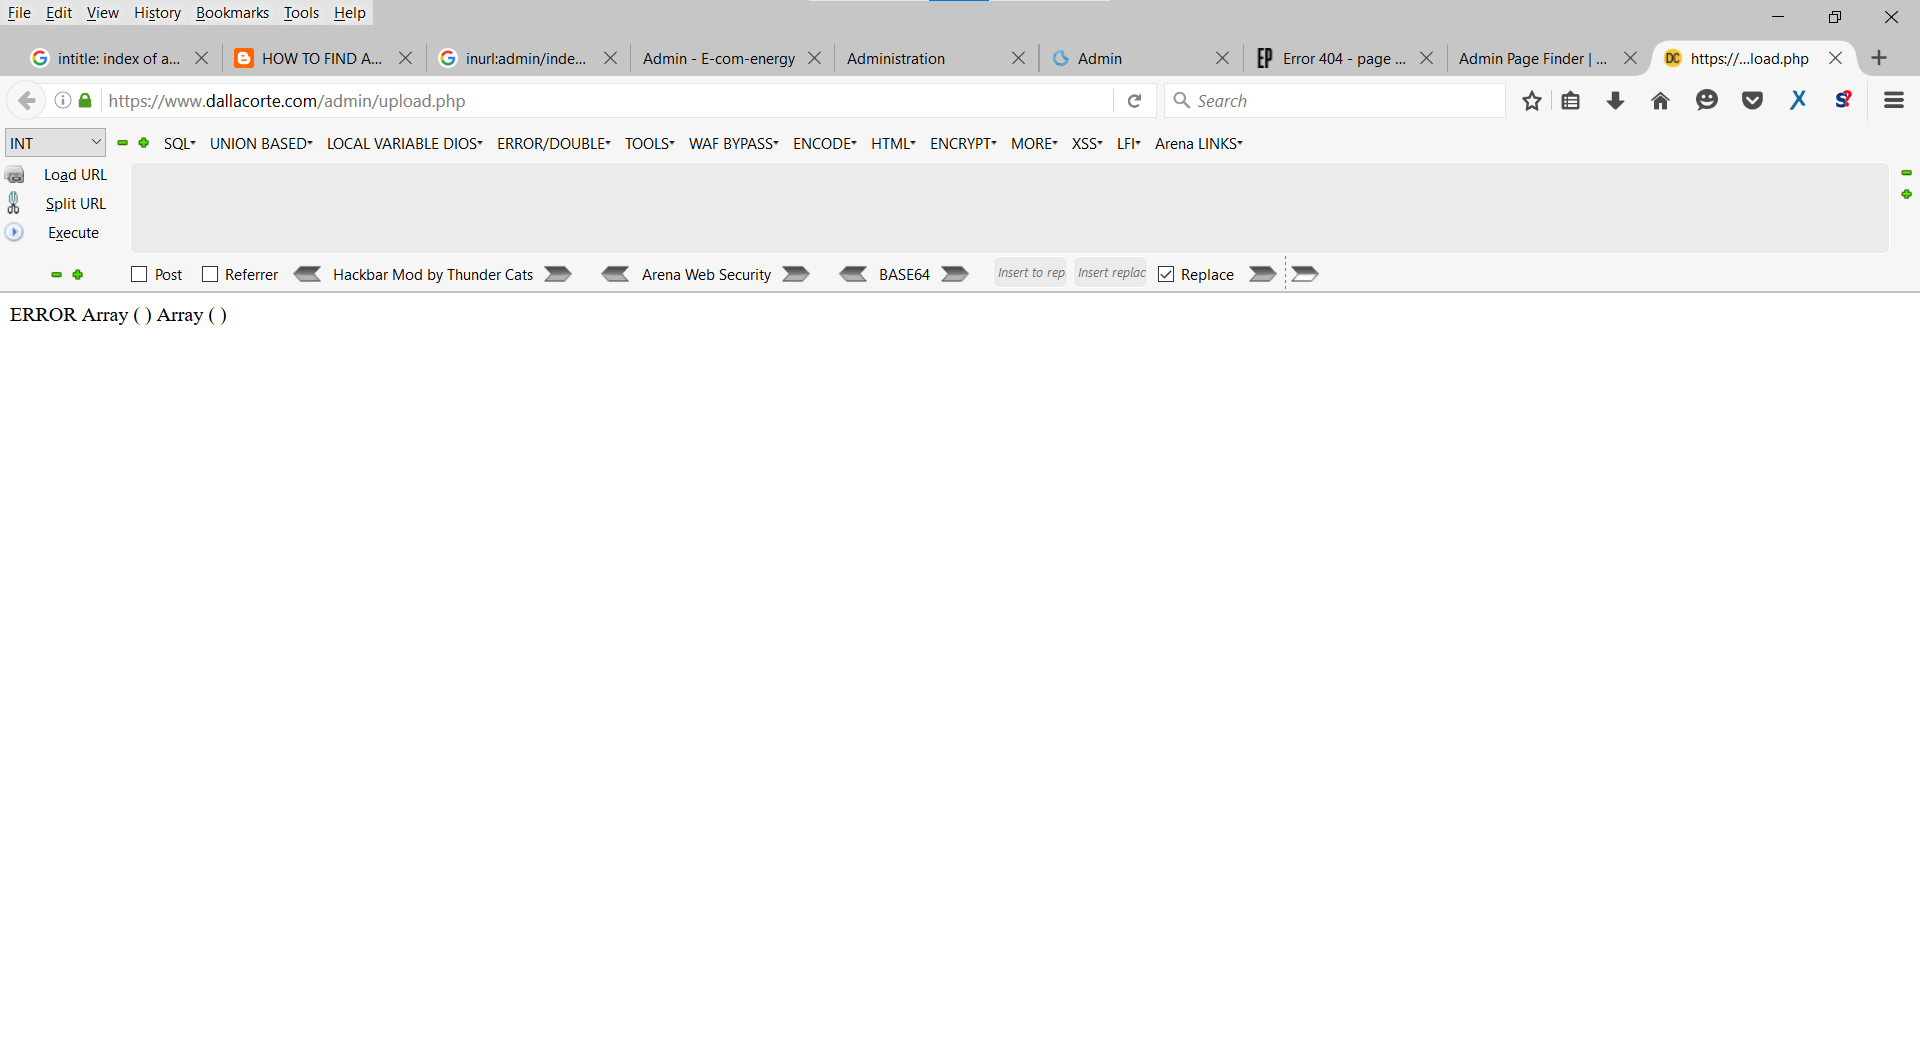 File Edit View History Bookmarks Tools Help
intitle: index of a... HOW TO FIND A... inurl:admin/inde... Admin - E-com-energy Administration Admin EP Error 404 - page ... Admin Page Finder | ... DC https://...load.php
https://www.dallacorte.com/admin/upload.php Search
INT SQL UNION BASED LOCAL VARIABLE DIOS ERROR/DOUBLE TOOLS WAF BYPASS ENCODE HTML ENCRYPT MORE XSS LFI Arena LINKS
Load URL
Split URL
Execute
Post Referrer Hackbar Mod by Thunder Cats Arena Web Security BASE64 Insert to rep Insert replac Replace
ERROR Array ( ) Array ( )